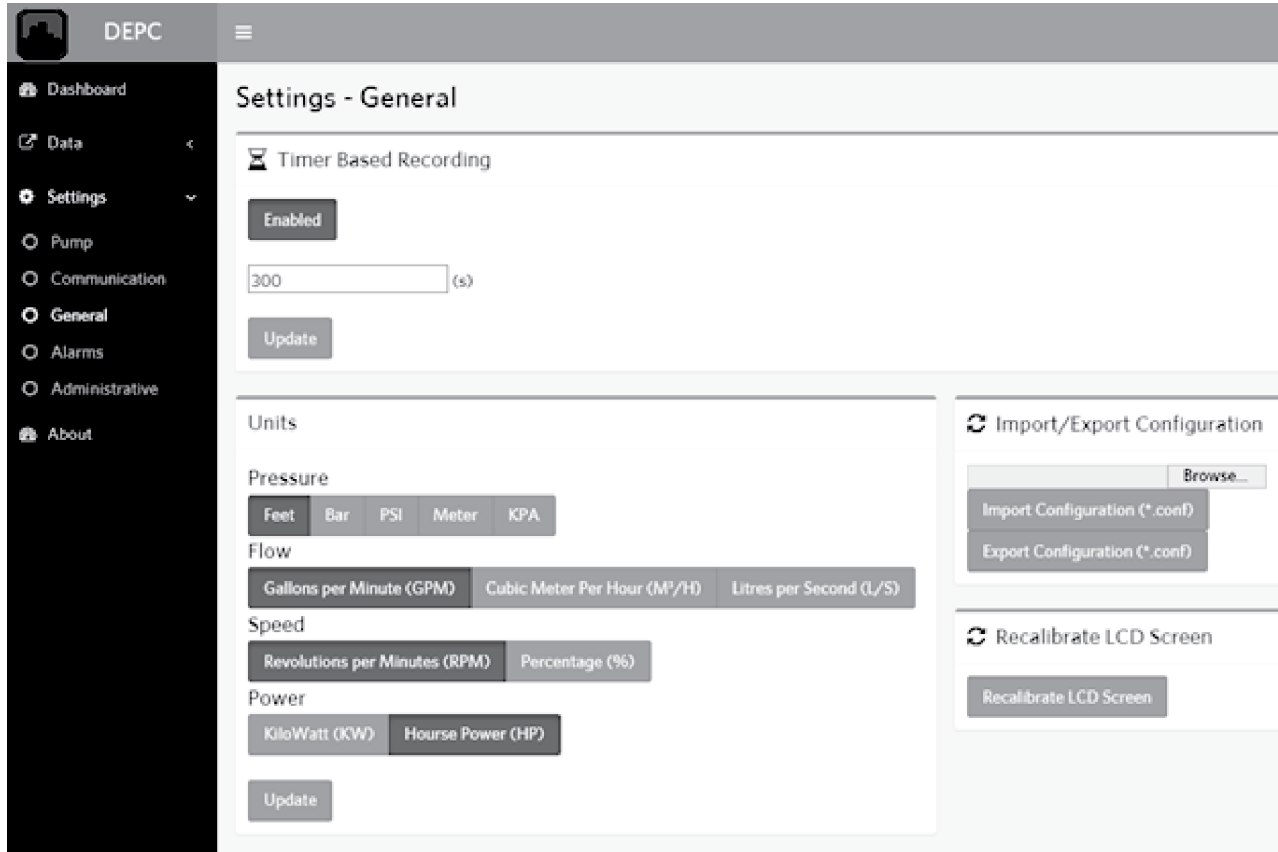 DEPC
Dashboard
Data
Settings
Pump
Communication
General
Alarms
Administrative
About
Settings - General
Timer Based Recording
Enabled
300 (s)
Update
Units
Pressure
Feet Bar PSI Meter KPA
Flow
Gallons per Minute (GPM) Cubic Meter Per Hour (M³/H) Litres per Second (L/S)
Speed
Revolutions per Minutes (RPM) Percentage (%)
Power
KiloWatt (KW) Hourse Power (HP)
Update
Import/Export Configuration
Browse...
Import Configuration (*.conf)
Export Configuration (*.conf)
Recalibrate LCD Screen
Recalibrate LCD Screen